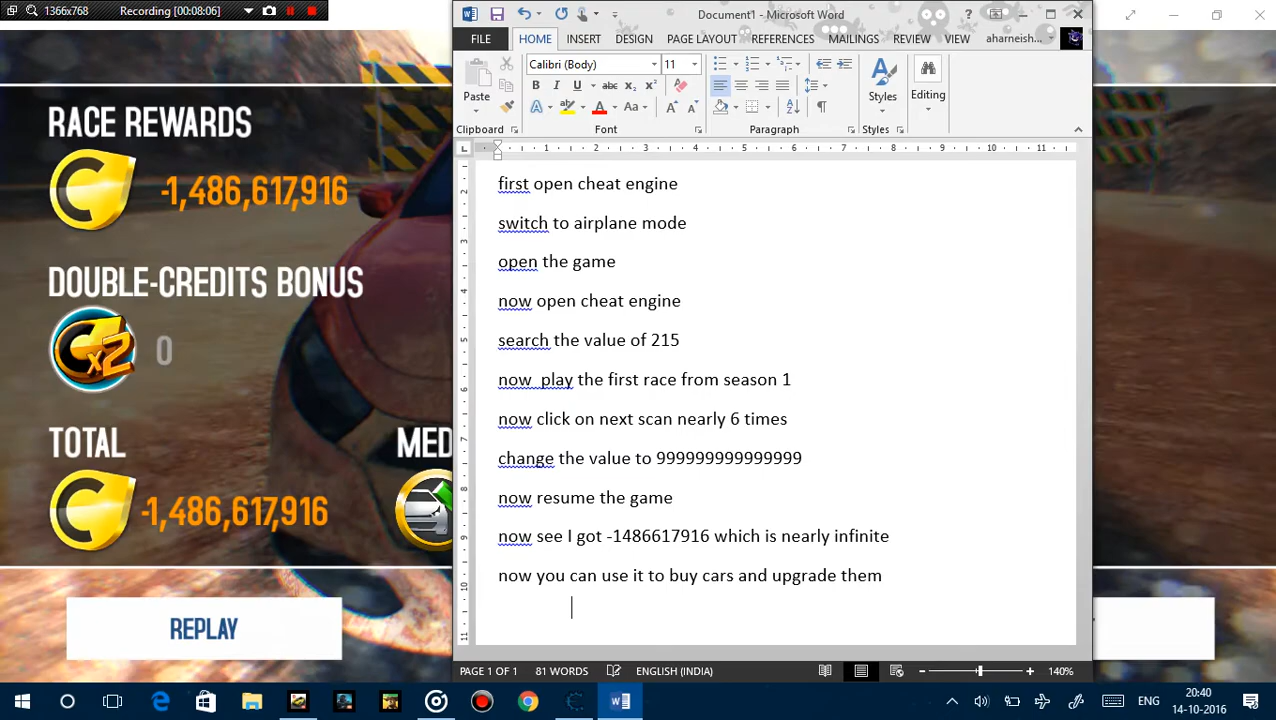 1366x768 Recording [00:08:06]
Document1 - Microsoft Word
FILE HOME INSERT DESIGN PAGE LAYOUT REFERENCES MAILINGS REVIEW VIEW aharneish...
Calibri (Body) 11
Paste Styles Editing
Clipboard Font Paragraph Styles
RACE REWARDS
-1,486,617,916
DOUBLE-CREDITS BONUS
0
TOTAL MED
-1,486,617,916
REPLAY
first open cheat engine
switch to airplane mode
open the game
now open cheat engine
search the value of 215
now  play the first race from season 1
now click on next scan nearly 6 times
change the value to 999999999999999
now resume the game
now see I got -1486617916 which is nearly infinite
now you can use it to buy cars and upgrade them
PAGE 1 OF 1 81 WORDS ENGLISH (INDIA) 140%
ENG 20:40
14-10-2016